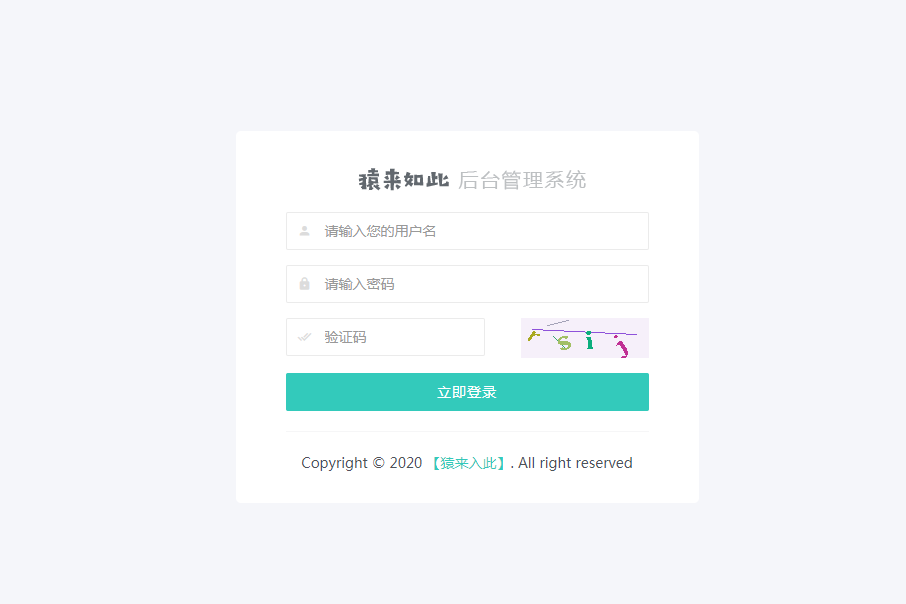 猿来如此 后台管理系统
请输入您的用户名
请输入密码
验证码
立即登录
Copyright © 2020 【猿来入此】. All right reserved